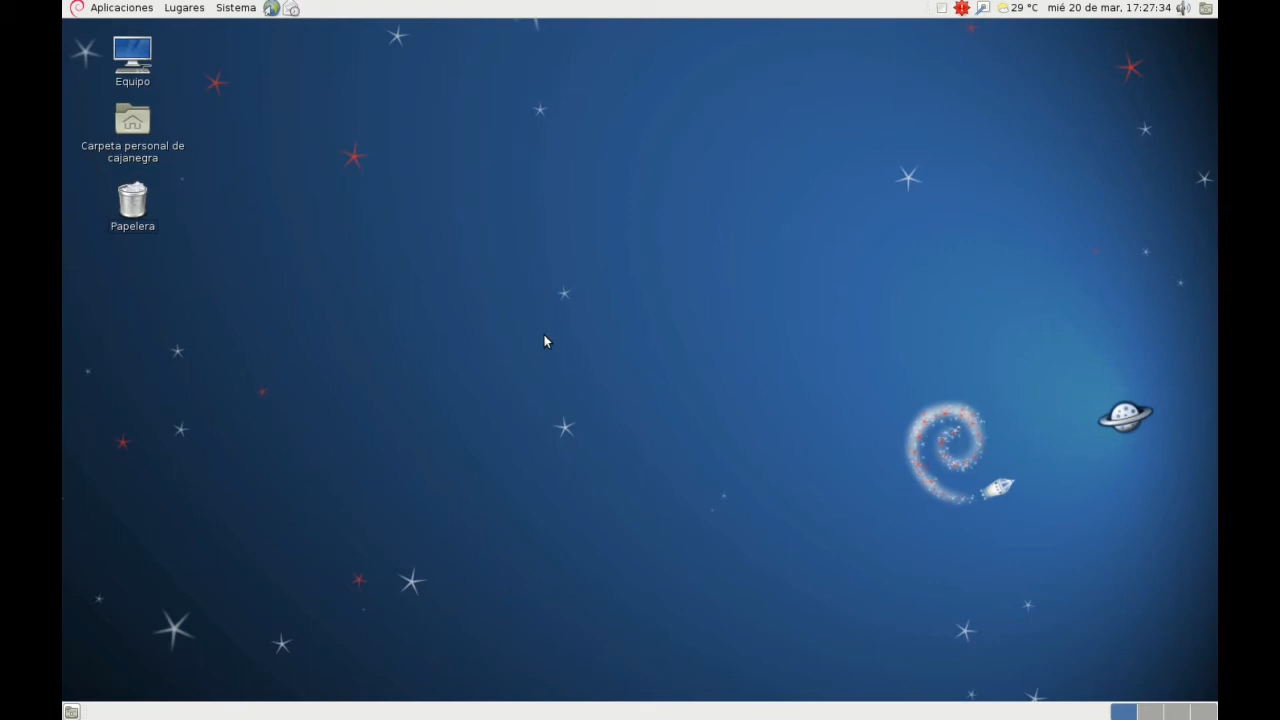 Aplicaciones Lugares Sistema 29 °C mié 20 de mar, 17:27:34
Equipo
Carpeta personal de
cajanegra
Papelera